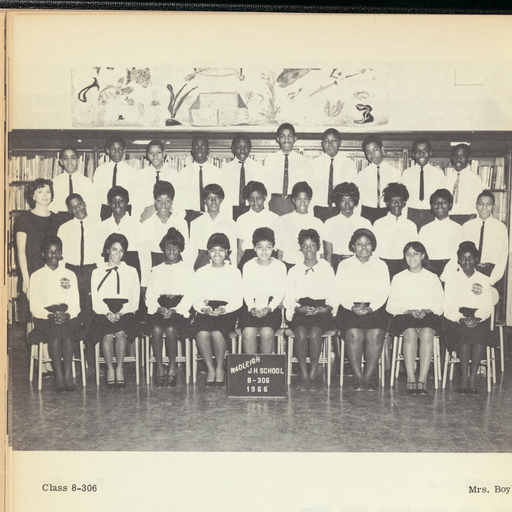 WADLEIGH
J H SCHOOL
8-306
1966
Class 8-306
Mrs. Boy